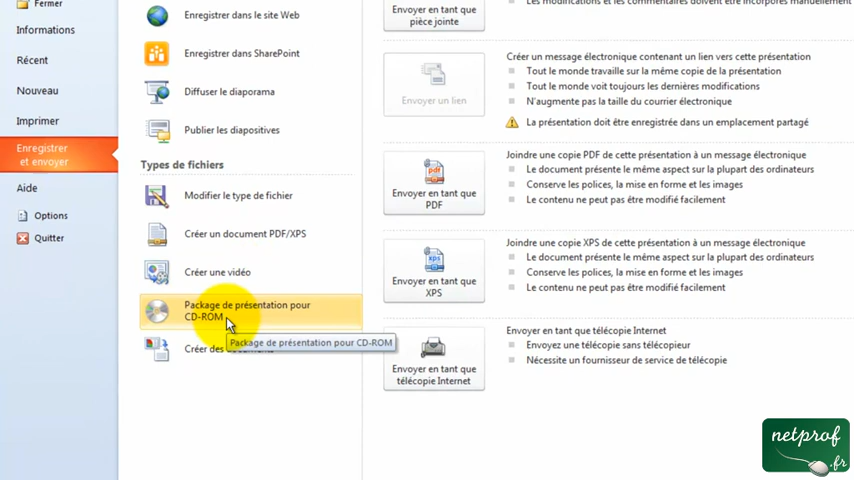 Fermer
Informations
Récent
Nouveau
Imprimer
Enregistrer
et envoyer
Aide
Options
Quitter
Enregistrer dans le site Web
Enregistrer dans SharePoint
Diffuser le diaporama
Publier les diapositives
Types de fichiers
Modifier le type de fichier
Créer un document PDF/XPS
Créer une vidéo
Package de présentation pour
CD-ROM
Package de présentation pour CD-ROM
Créer des documents
Envoyer en tant que
pièce jointe
Les modifications et les commentaires doivent être incorporés manuellement
Envoyer un lien
Créer un message électronique contenant un lien vers cette présentation
Tout le monde travaille sur la même copie de la présentation
Tout le monde voit toujours les dernières modifications
N'augmente pas la taille du courrier électronique
La présentation doit être enregistrée dans un emplacement partagé
pdf
Envoyer en tant que
PDF
Joindre une copie PDF de cette présentation à un message électronique
Le document présente le même aspect sur la plupart des ordinateurs
Conserve les polices, la mise en forme et les images
Le contenu ne peut pas être modifié facilement
xps
Envoyer en tant que
XPS
Joindre une copie XPS de cette présentation à un message électronique
Le document présente le même aspect sur la plupart des ordinateurs
Conserve les polices, la mise en forme et les images
Le contenu ne peut pas être modifié facilement
Envoyer en tant que
télécopie Internet
Envoyer en tant que télécopie Internet
Envoyez une télécopie sans télécopieur
Nécessite un fournisseur de service de télécopie
netprof
.fr